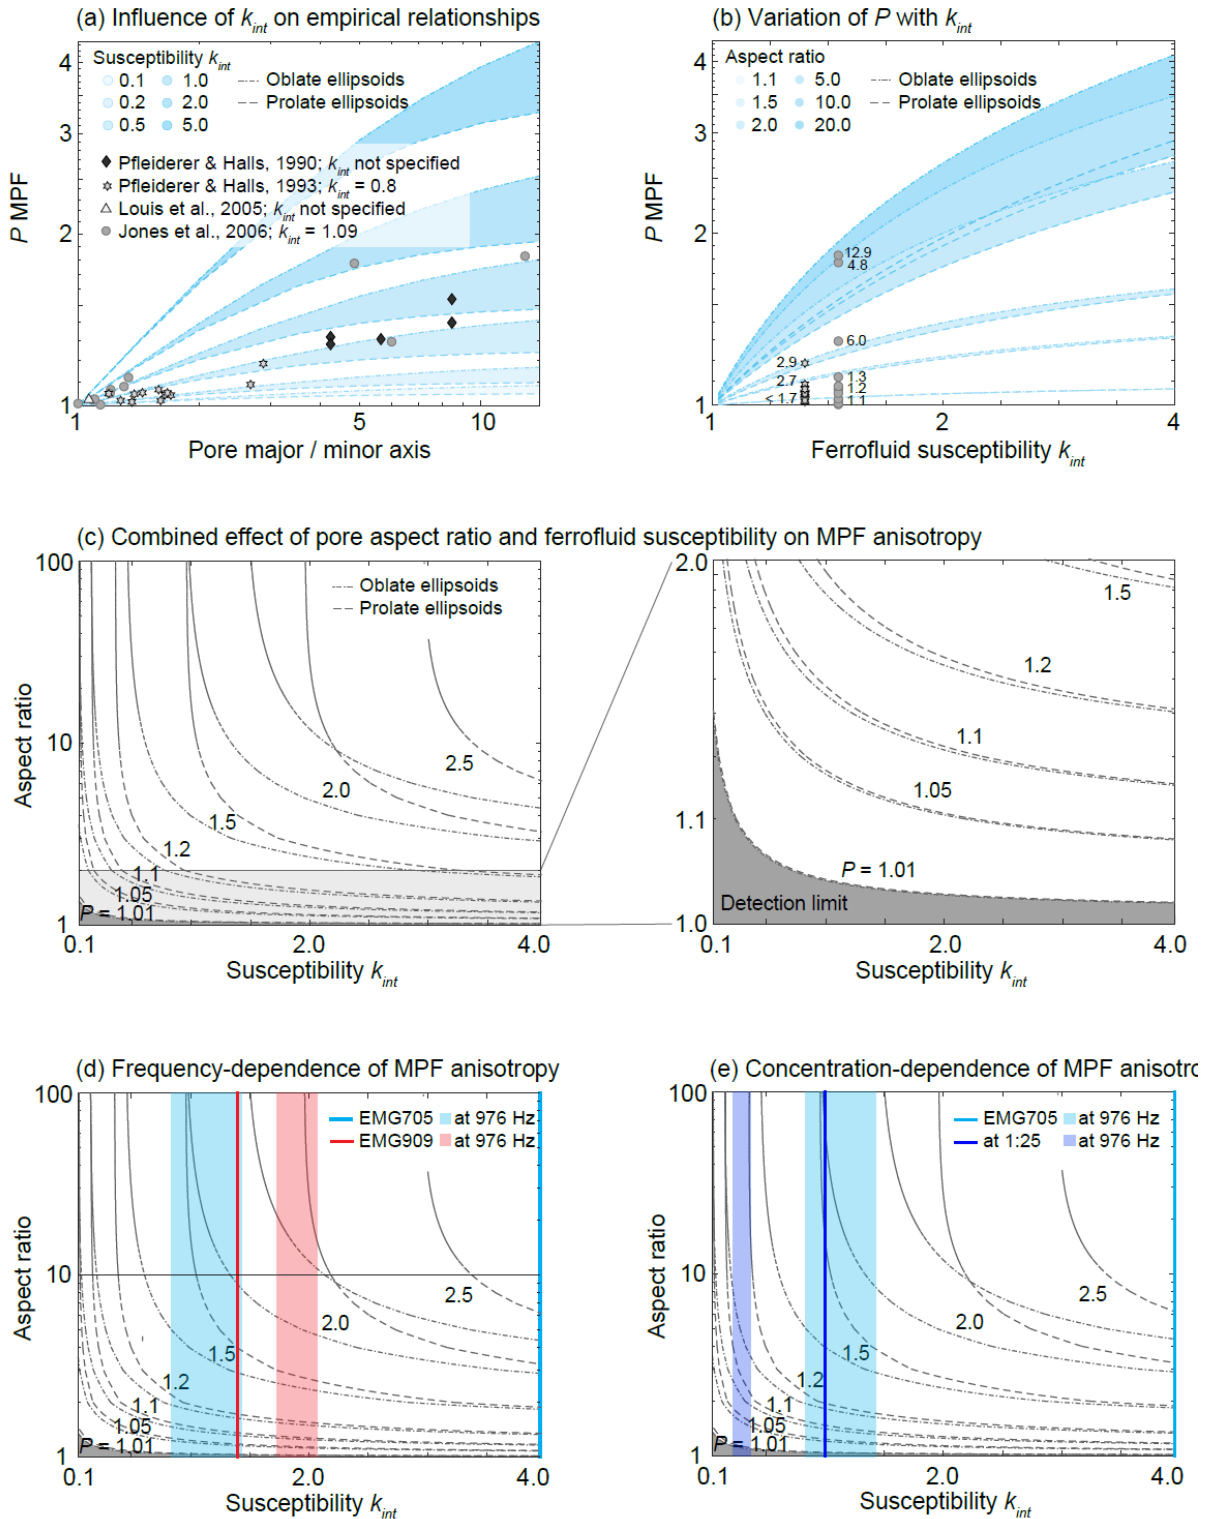 (a) Influence of kint on empirical relationships
Susceptibility kint
0.1 1.0 Oblate ellipsoids
0.2 2.0 Prolate ellipsoids
0.5 5.0
Pfleiderer & Halls, 1990; kint not specified
Pfleiderer & Halls, 1993; kint = 0.8
Louis et al., 2005; kint not specified
Jones et al., 2006; kint = 1.09
4
3
2
1
P MPF
1 5 10
Pore major / minor axis
(b) Variation of P with kint
Aspect ratio
1.1 5.0 Oblate ellipsoids
1.5 10.0 Prolate ellipsoids
2.0 20.0
4
3
2
1
P MPF
12.9
4.8
6.0
2.9
2.7
< 1.7
1.3
1.2
1.1
1 2 4
Ferrofluid susceptibility kint
(c) Combined effect of pore aspect ratio and ferrofluid susceptibility on MPF anisotropy
100
10
1
Aspect ratio
Oblate ellipsoids
Prolate ellipsoids
2.5
2.0
1.5
1.2
1.1
1.05
P = 1.01
0.1 2.0 4.0
Susceptibility kint
2.0
1.1
1.0
1.5
1.2
1.1
1.05
P = 1.01
Detection limit
0.1 2.0 4.0
Susceptibility kint
(d) Frequency-dependence of MPF anisotropy
100
10
1
Aspect ratio
EMG705 at 976 Hz
EMG909 at 976 Hz
2.5
2.0
1.5
1.2
1.1
1.05
P = 1.01
0.1 2.0 4.0
Susceptibility kint
(e) Concentration-dependence of MPF anisotro
100
10
1
Aspect ratio
EMG705 at 976 Hz
at 1:25 at 976 Hz
2.5
2.0
1.5
1.2
1.1
1.05
P = 1.01
0.1 2.0 4.0
Susceptibility kint